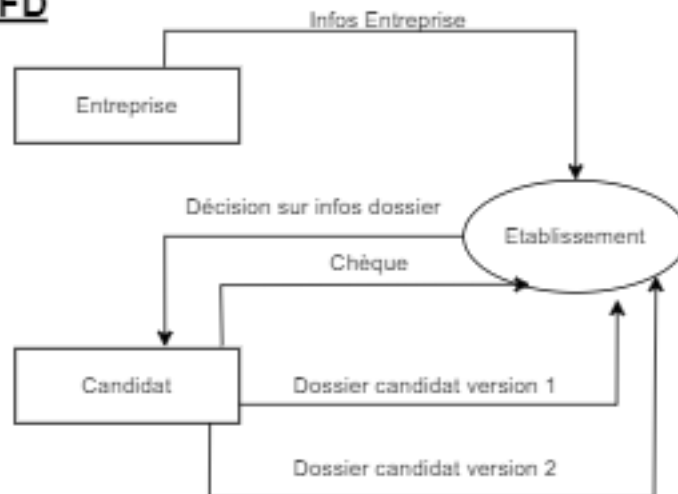 FD
Infos Entreprise
Entreprise
Décision sur infos dossier
Etablissement
Chèque
Candidat
Dossier candidat version 1
Dossier candidat version 2